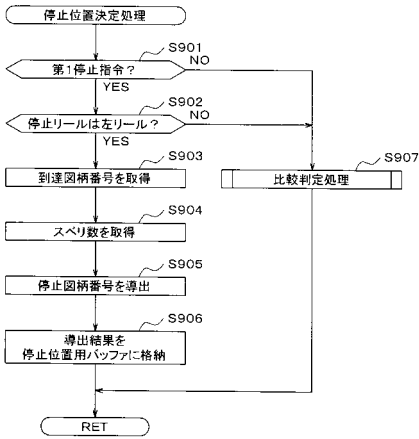 停止位置決定処理
S901
第1停止指令？
NO
YES
S902
停止リールは左リール？
NO
YES
S903
到達図柄番号を取得
S907
比較判定処理
S904
スベリ数を取得
S905
停止図柄番号を導出
S906
導出結果を
停止位置用バッファに格納
RET